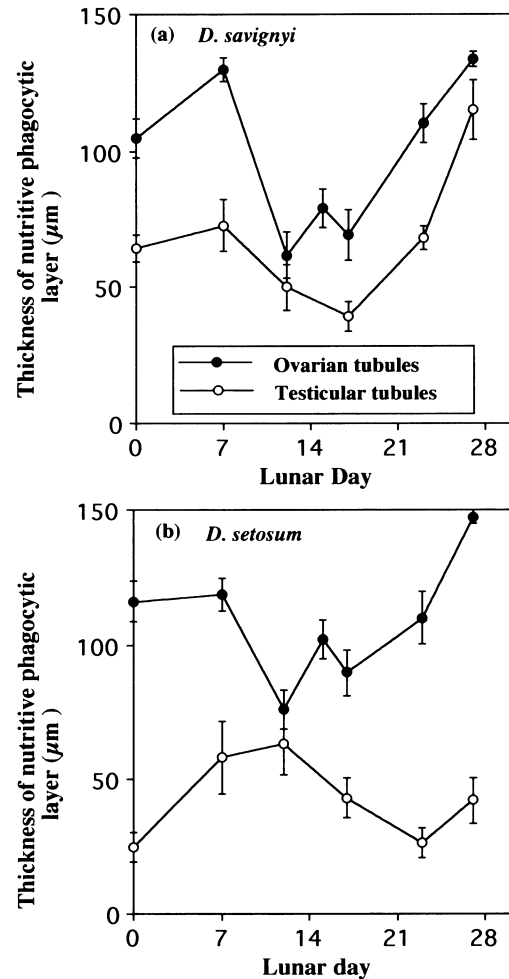 150
(a) D. savignyi
100
50
0
Thickness of nutritive phagocytic
layer (μm)
Ovarian tubules
Testicular tubules
0 7 14 21 28
Lunar Day
150
(b) D. setosum
100
50
0
Thickness of nutritive phagocytic
layer (μm )
0 7 14 21 28
Lunar day